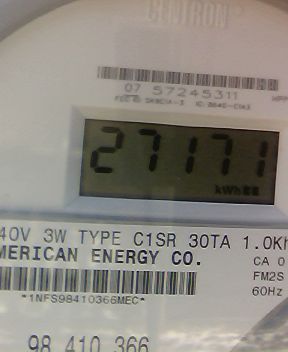 CENTRON
07 57245311
27171
kWh
40V 3W TYPE C1SR 30TA 1.0Kh
MERICAN ENERGY CO.
CA 0
FM2S
60Hz
*1NFS98410366MEC*
98 410 366